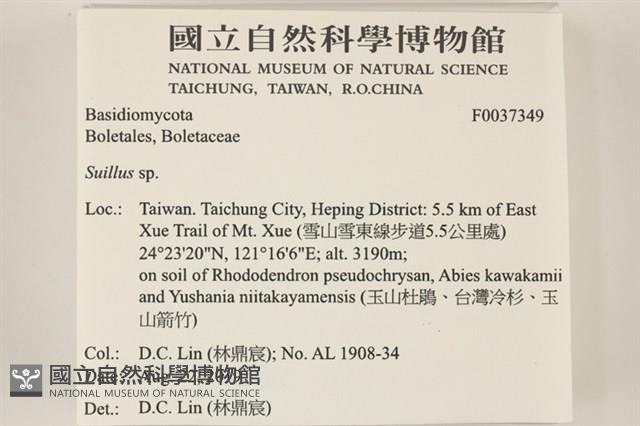 國立自然科學博物館
NATIONAL MUSEUM OF NATURAL SCIENCE
TAICHUNG, TAIWAN, R.O.CHINA
Basidiomycota F0037349
Boletales, Boletaceae
Suillus sp.
Loc.: Taiwan. Taichung City, Heping District: 5.5 km of East
Xue Trail of Mt. Xue (雪山雪東線步道5.5公里處)
24°23'20"N, 121°16'6"E; alt. 3190m;
on soil of Rhododendron pseudochrysan, Abies kawakamii
and Yushania niitakayamensis (玉山杜鵑、台灣冷杉、玉
山箭竹)
Col.: D.C. Lin (林鼎宸); No. AL 1908-34
國立自然科學博物館
NATIONAL MUSEUM OF NATURAL SCIENCE
Det.: D.C. Lin (林鼎宸)